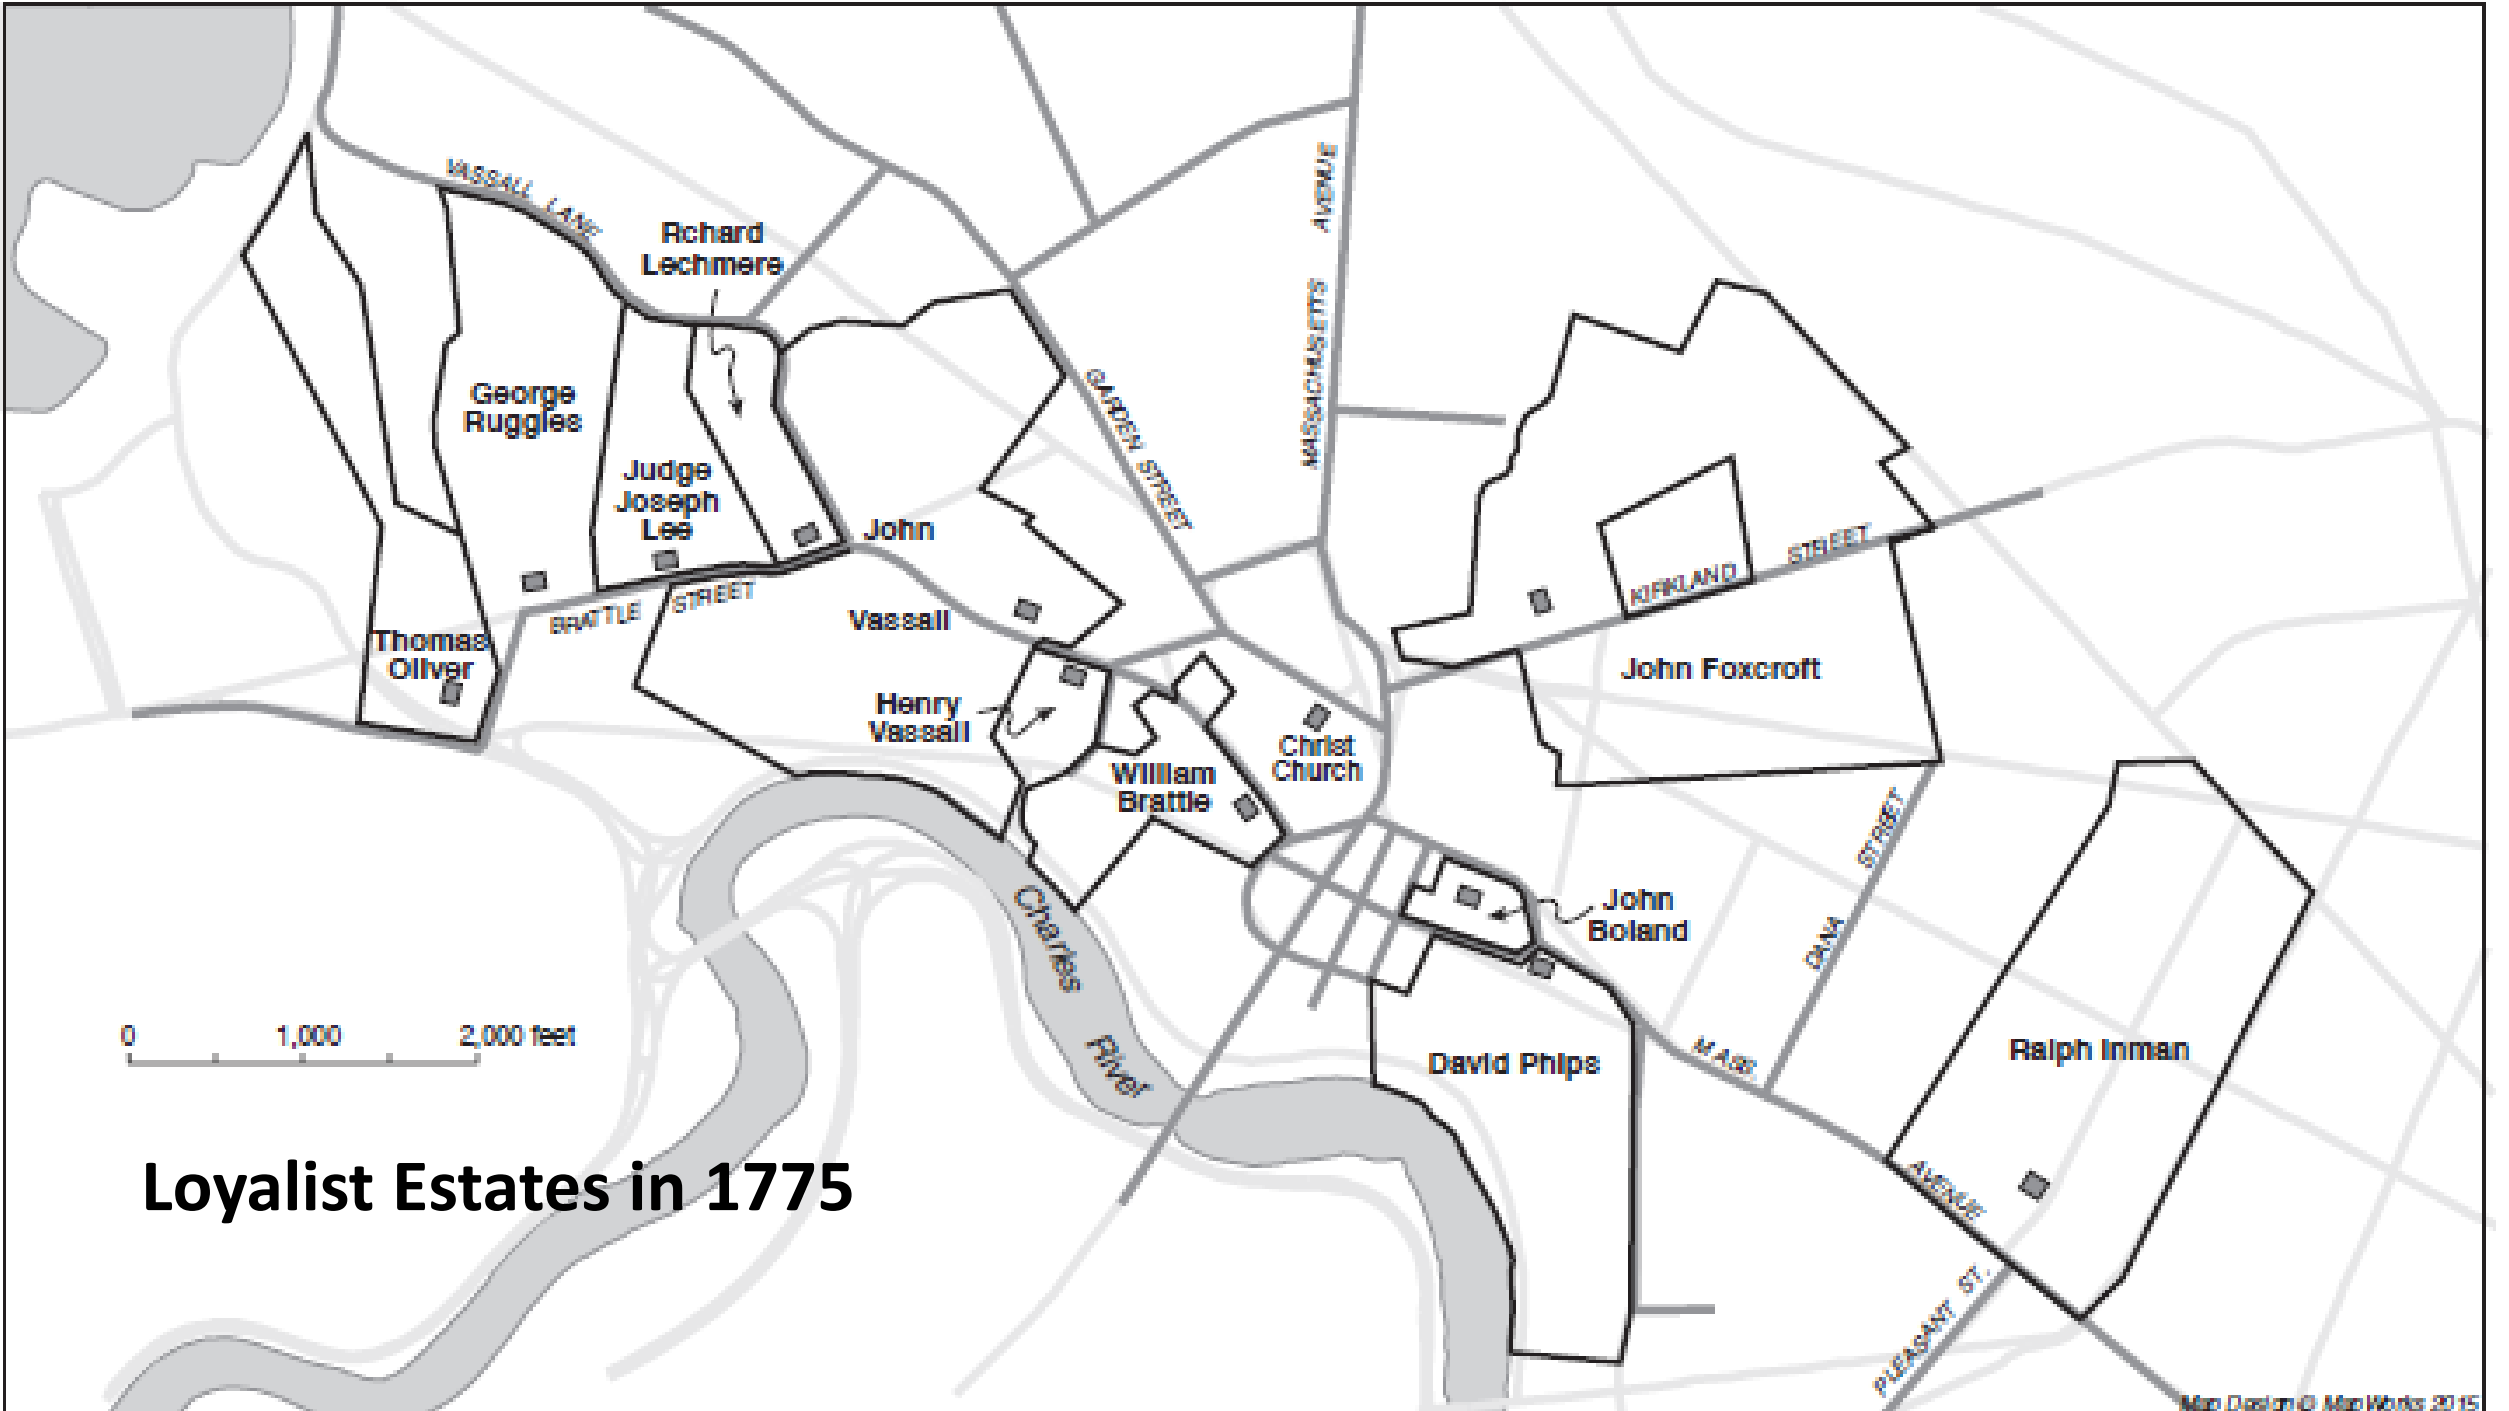 VASSALL LANE
Rchard
Lechmere
MASSACHUSETTS AVENUE
George
Ruggles
GARDEN STREET
Judge
Joseph
Lee
John
Vassall
BRATTLE STREET
KIRKLAND STREET
Thomas
Oliver
John Foxcroft
Henry
Vassall
Christ
Church
William
Brattle
DANA STREET
John
Boland
Charles River
0 1,000 2,000 feet
David Phips
MASS. AVENUE
Ralph Inman
Loyalist Estates in 1775
PLEASANT ST.
Map Design © MapWorks 2015